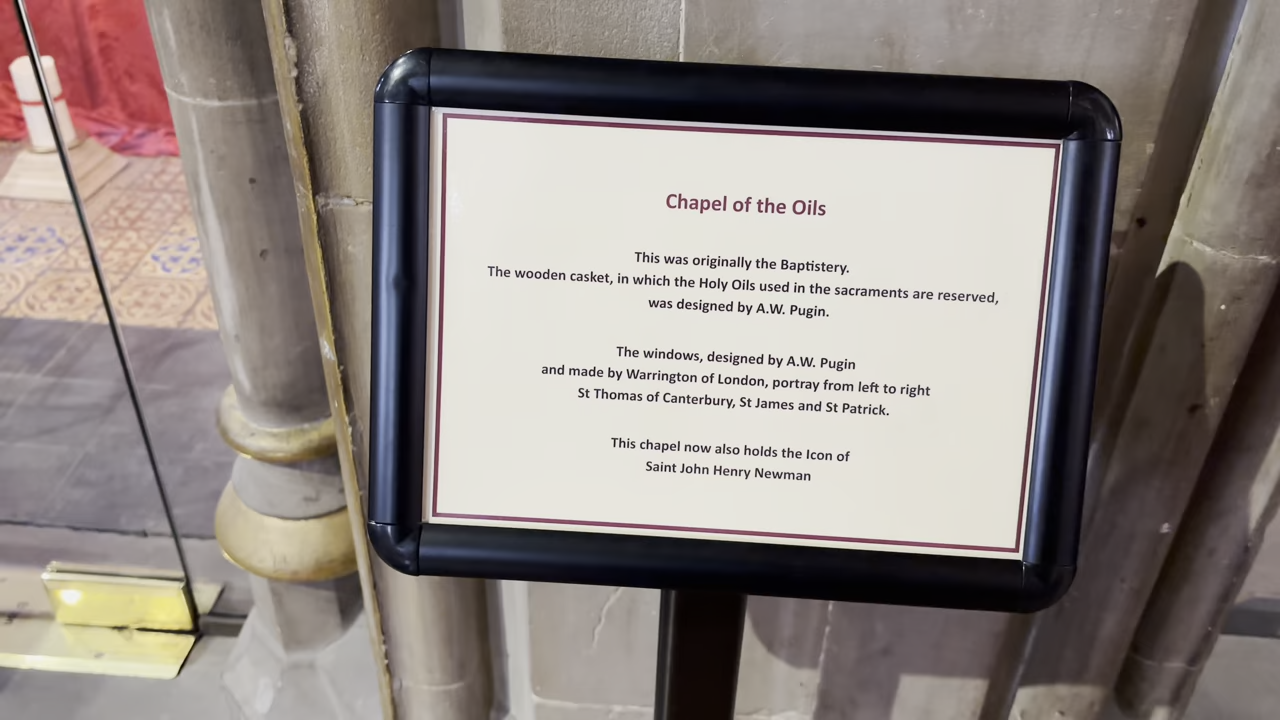 Chapel of the Oils
This was originally the Baptistery.
The wooden casket, in which the Holy Oils used in the sacraments are reserved,
was designed by A.W. Pugin.
The windows, designed by A.W. Pugin
and made by Warrington of London, portray from left to right
St Thomas of Canterbury, St James and St Patrick.
This chapel now also holds the Icon of
Saint John Henry Newman